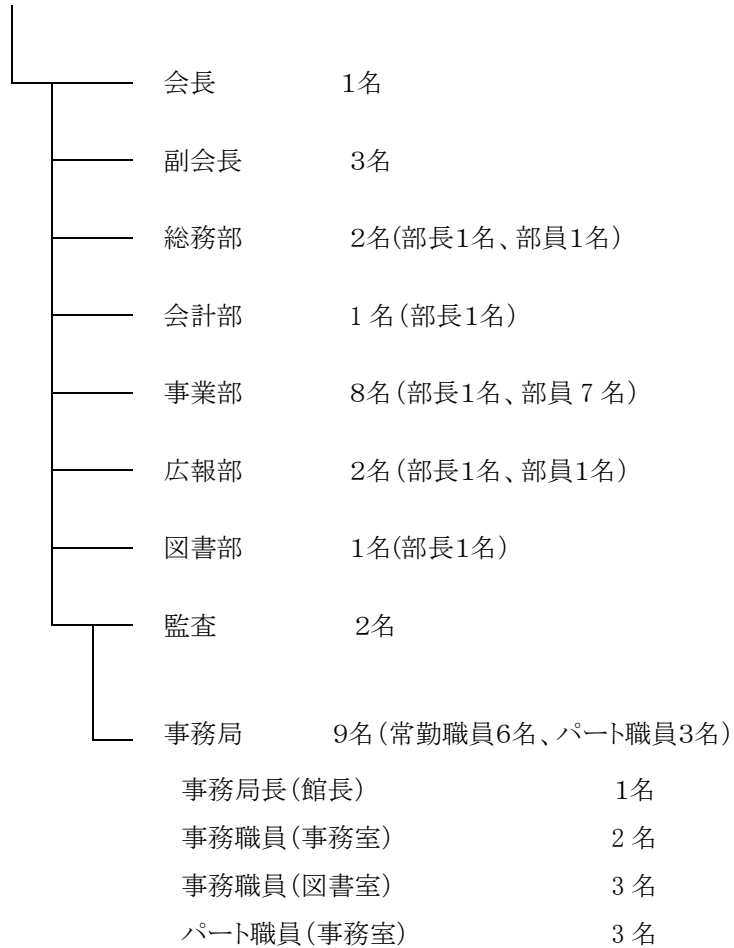 会長 1名
副会長 3名
総務部 2名(部長1名、部員1名)
会計部 1 名(部長1名)
事業部 8名(部長1名、部員 7 名)
広報部 2名(部長1名、部員1名)
図書部 1名(部長1名)
監査 2名
事務局 9名(常勤職員6名、パート職員3名)
事務局長(館長) 1名
事務職員(事務室) 2 名
事務職員(図書室) 3 名
パート職員(事務室) 3 名